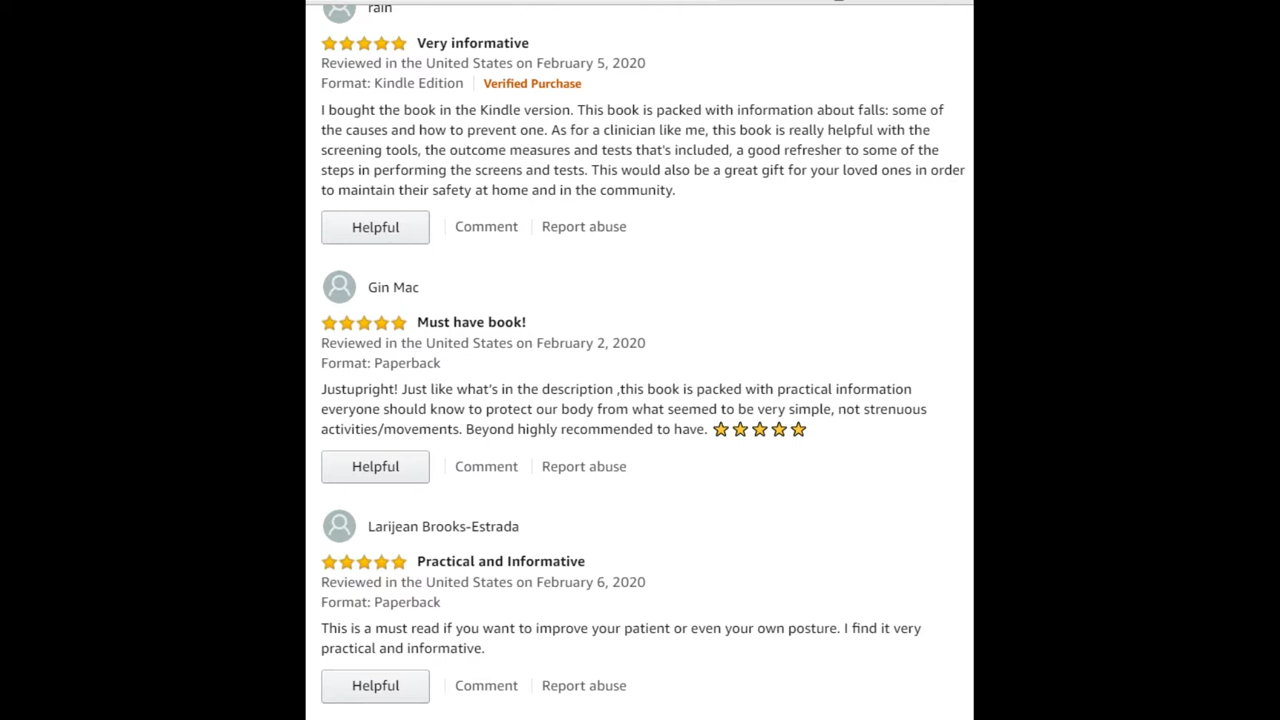 rain
Very informative
Reviewed in the United States on February 5, 2020
Format: Kindle Edition Verified Purchase
I bought the book in the Kindle version. This book is packed with information about falls: some of
the causes and how to prevent one. As for a clinician like me, this book is really helpful with the
screening tools, the outcome measures and tests that's included, a good refresher to some of the
steps in performing the screens and tests. This would also be a great gift for your loved ones in order
to maintain their safety at home and in the community.
Helpful Comment Report abuse
Gin Mac
Must have book!
Reviewed in the United States on February 2, 2020
Format: Paperback
Justupright! Just like what's in the description ,this book is packed with practical information
everyone should know to protect our body from what seemed to be very simple, not strenuous
activities/movements. Beyond highly recommended to have. ⭐⭐⭐⭐⭐
Helpful Comment Report abuse
Larijean Brooks-Estrada
Practical and Informative
Reviewed in the United States on February 6, 2020
Format: Paperback
This is a must read if you want to improve your patient or even your own posture. I find it very
practical and informative.
Helpful Comment Report abuse